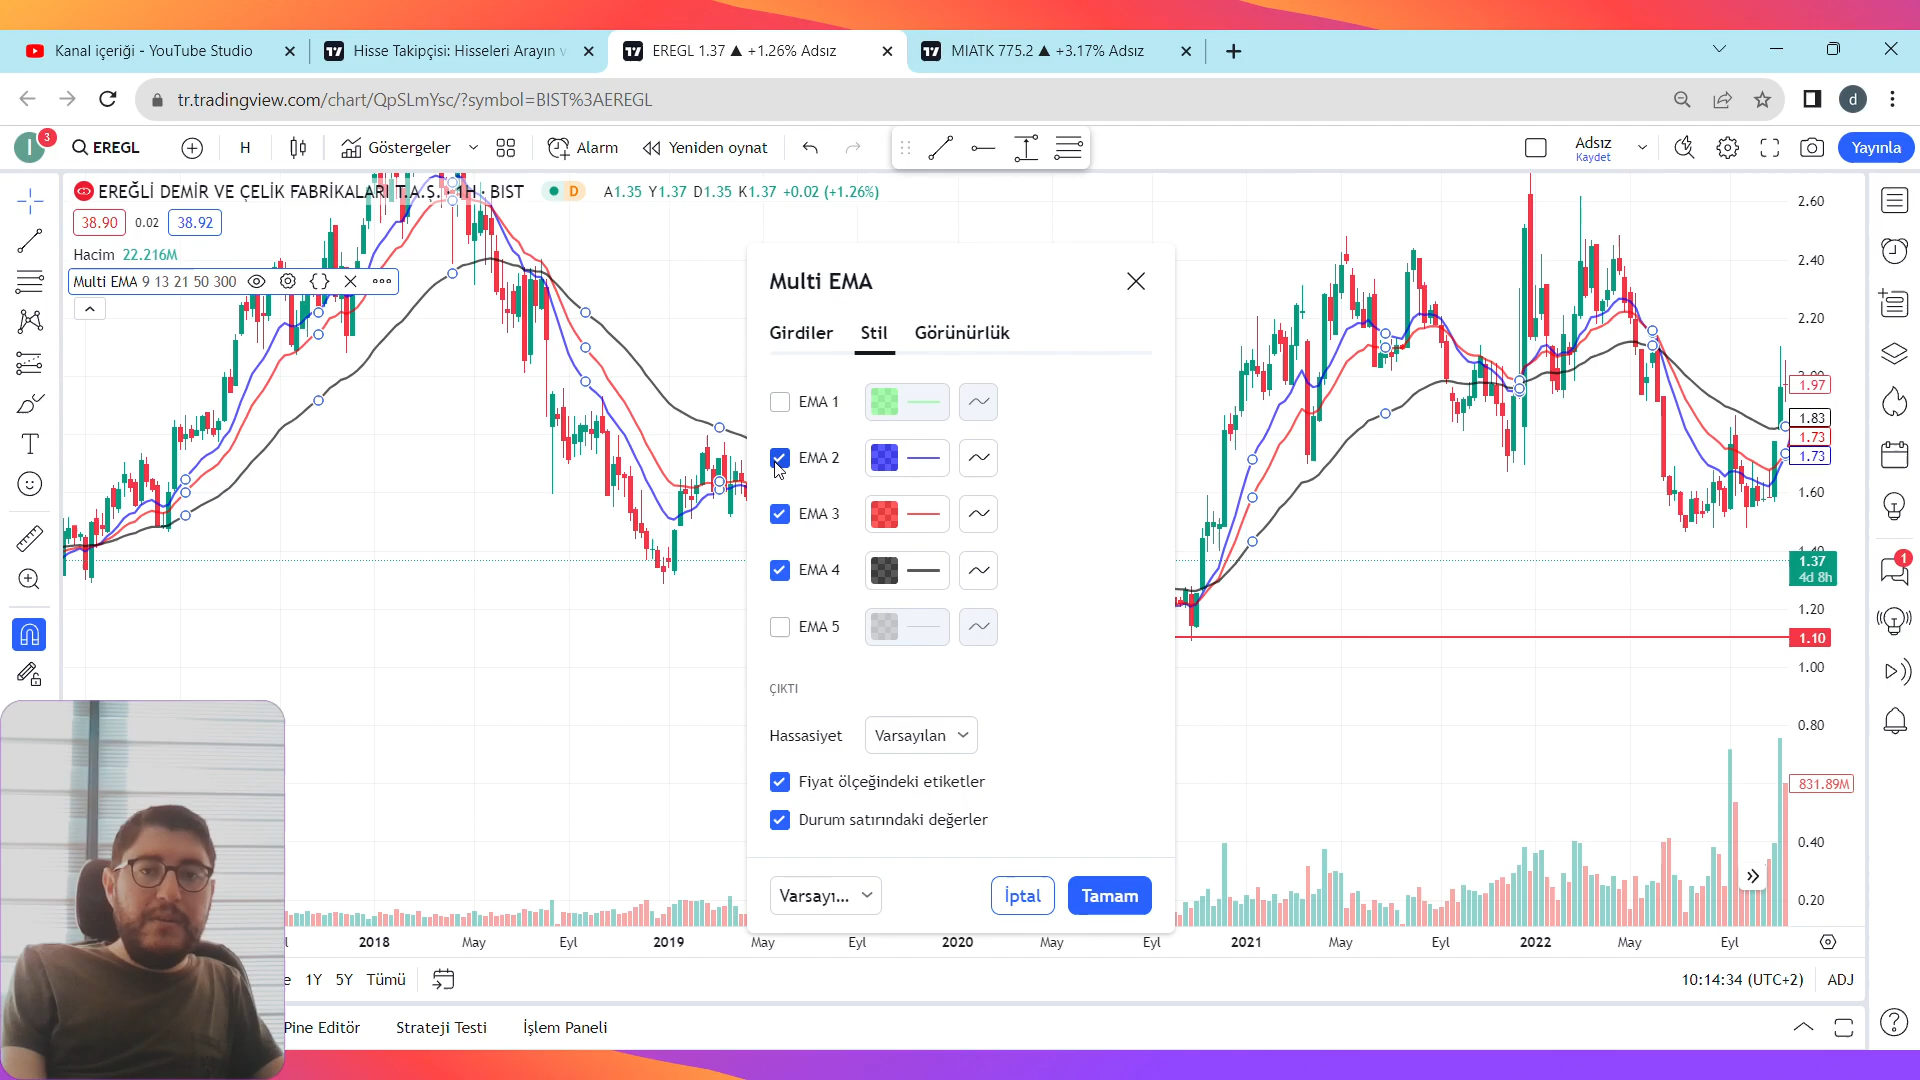 Kanal içeriği - YouTube Studio
Hisse Takipçisi: Hisseleri Arayın v
EREGL 1.37 ▲ +1.26% Adsız
MIATK 775.2 ▲ +3.17% Adsız
tr.tradingview.com/chart/QpSLmYsc/?symbol=BIST%3AEREGL
d
I
3
EREGL
H
Göstergeler
Alarm
Yeniden oynat
Adsız
Kaydet
Yayınla
EREĞLİ DEMİR VE ÇELİK FABRİKALARI T.A.Ş. · 1H · BIST
D
A1.35 Y1.37 D1.35 K1.37 +0.02 (+1.26%)
38.90
0.02
38.92
Hacim 22.216M
Multi EMA 9 13 21 50 300
Multi EMA
Girdiler
Stil
Görünürlük
EMA 1
EMA 2
EMA 3
EMA 4
EMA 5
ÇIKTI
Hassasiyet
Varsayılan
Fiyat ölçeğindeki etiketler
Durum satırındaki değerler
Varsayı...
İptal
Tamam
2.60
2.40
2.20
2.00
1.97
1.83
1.73
1.73
1.60
1.40
1.37
4d 8h
1.20
1.10
1.00
0.80
831.89M
0.40
0.20
1
2018
May
Eyl
2019
May
Eyl
2020
May
Eyl
2021
May
Eyl
2022
May
Eyl
1Y
5Y
Tümü
10:14:34 (UTC+2)
ADJ
Pine Editör
Strateji Testi
İşlem Paneli